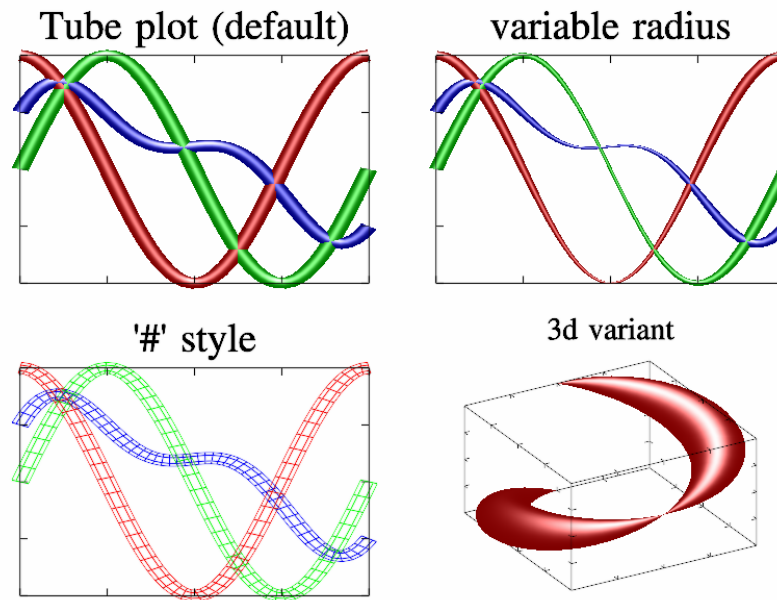 Tube plot (default)
variable radius
'#' style
3d variant